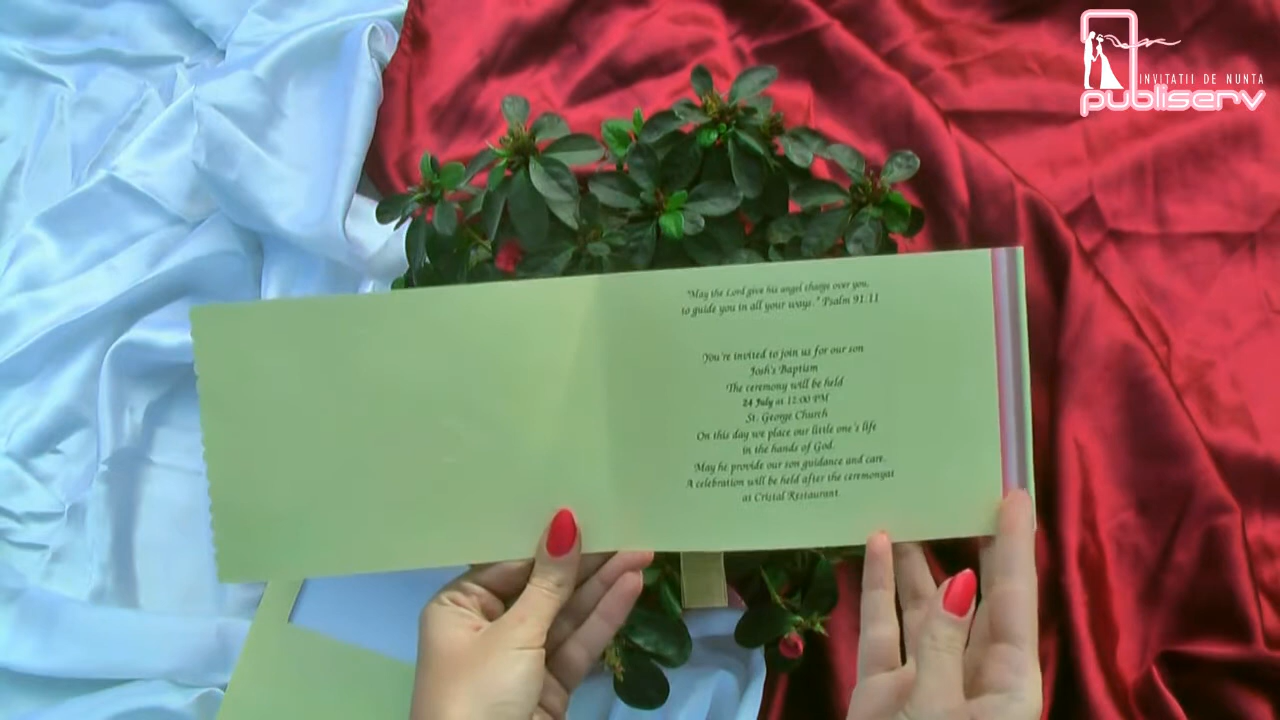 INVITATII DE NUNTA
publiserv
"May the Lord give his angel charge over you,
to guide you in all your ways." Psalm 91:11
You're invited to join us for our son
Josh's Baptism
The ceremony will be held
24 July at 12:00 PM
St. George Church
On this day we place our little one's life
in the hands of God.
May he provide our son guidance and care.
A celebration will be held after the ceremonyat
at Cristal Restaurant